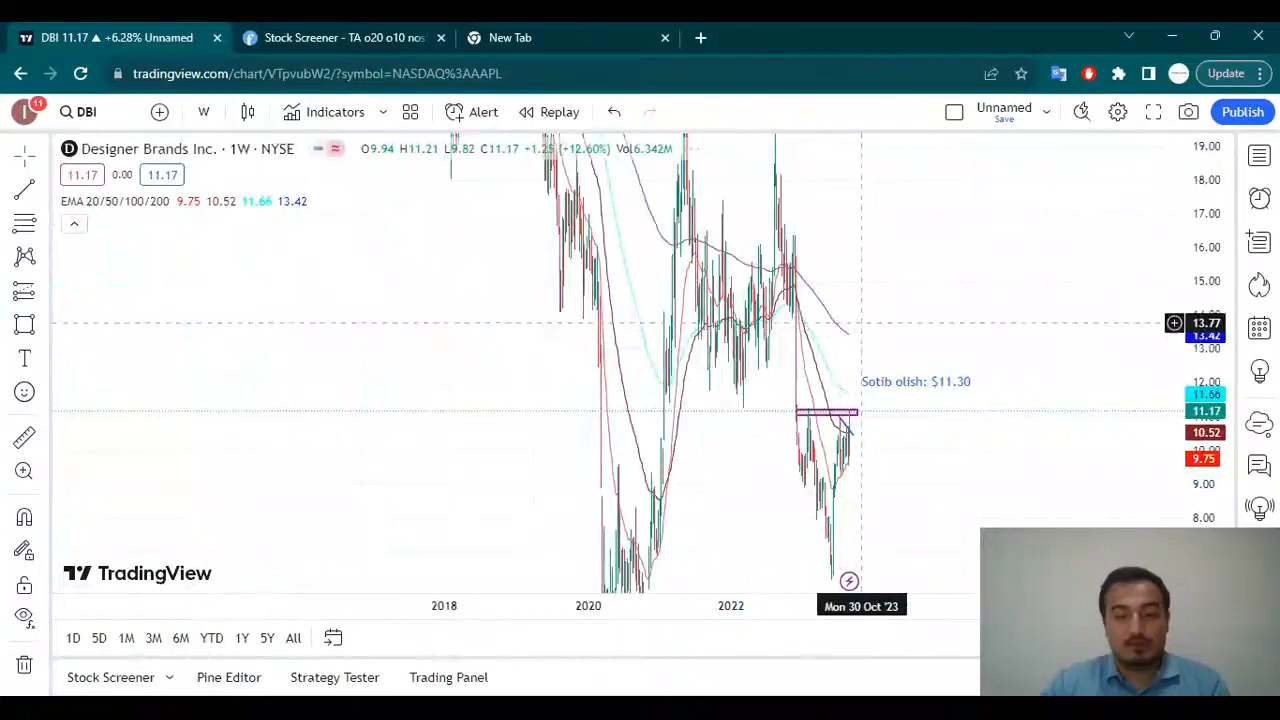 DBI 11.17 ▲ +6.28% Unnamed
Stock Screener - TA o20 o10 nos
New Tab
tradingview.com/chart/VTpvubW2/?symbol=NASDAQ%3AAAPL
Update
11
I
DBI
W
Indicators
Alert
Replay
Unnamed
Save
Publish
D
Designer Brands Inc. · 1W · NYSE
O9.94 H11.21 L9.82 C11.17 +1.25 (+12.60%) Vol6.342M
11.17
0.00
11.17
EMA 20/50/100/200 9.75 10.52 11.66 13.42
19.00
18.00
17.00
16.00
15.00
13.77
13.42
13.00
12.00
11.66
11.17
10.52
9.75
9.00
8.00
Sotib olish: $11.30
TradingView
2018
2020
2022
Mon 30 Oct '23
1D 5D 1M 3M 6M YTD 1Y 5Y All
Stock Screener
Pine Editor
Strategy Tester
Trading Panel